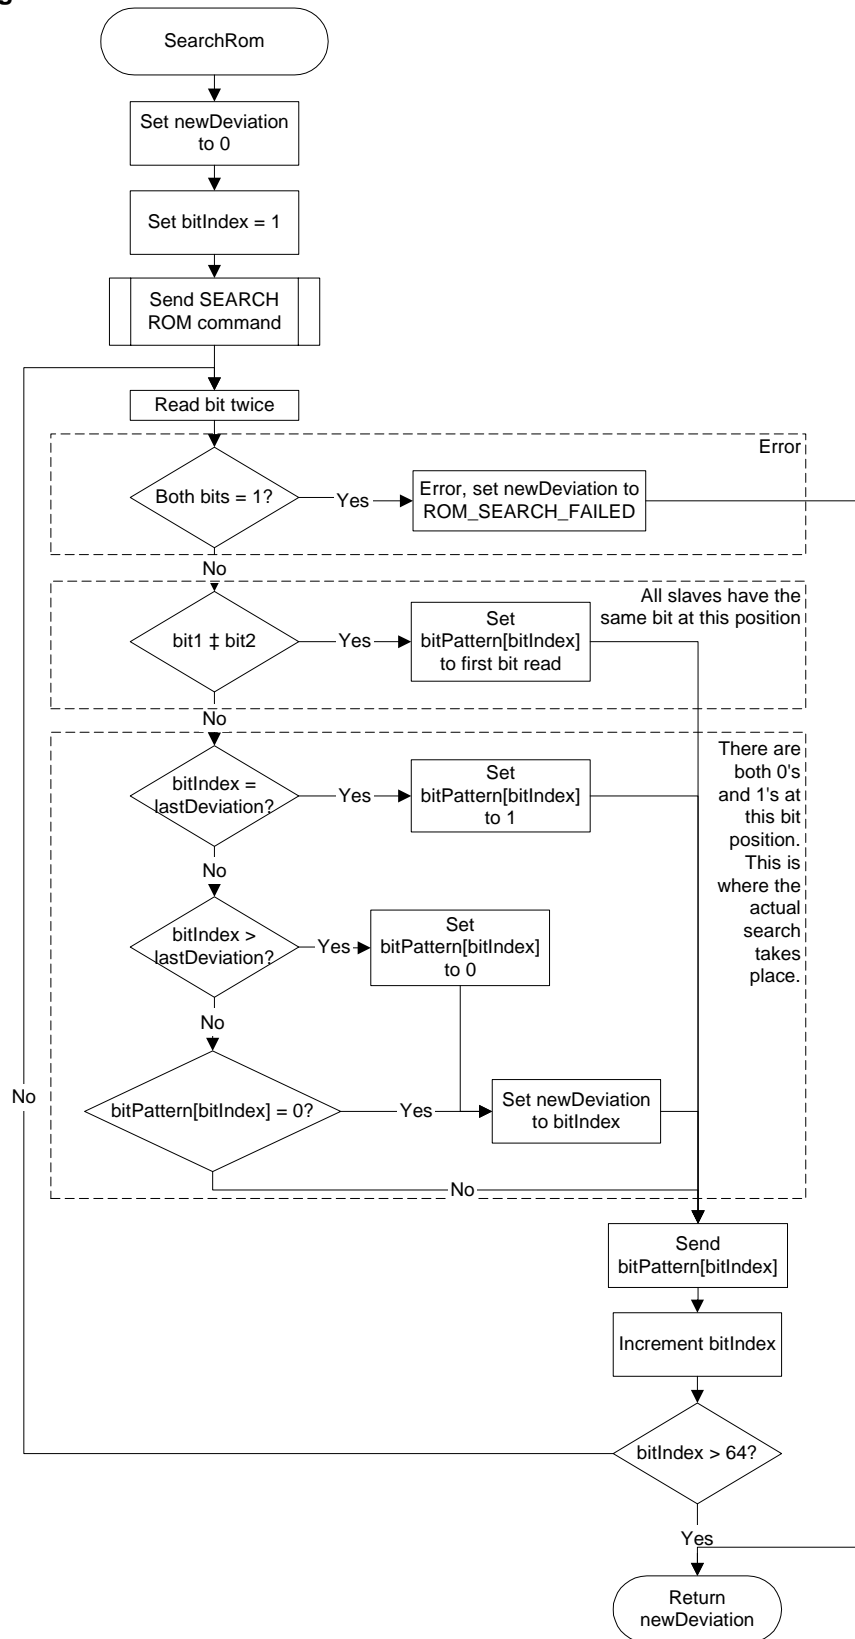 g
SearchRom
Set newDeviation
to 0
Set bitIndex = 1
Send SEARCH
ROM command
Read bit twice
Error
Both bits = 1?
Yes
Error, set newDeviation to
ROM_SEARCH_FAILED
No
All slaves have the
same bit at this position
bit1 ‡ bit2
Yes
Set
bitPattern[bitIndex]
to first bit read
No
There are
both 0's
and 1's at
this bit
position.
This is
where the
actual
search
takes
place.
bitIndex =
lastDeviation?
Yes
Set
bitPattern[bitIndex]
to 1
No
bitIndex >
lastDeviation?
Yes
Set
bitPattern[bitIndex]
to 0
No
No
bitPattern[bitIndex] = 0?
Yes
Set newDeviation
to bitIndex
No
Send
bitPattern[bitIndex]
Increment bitIndex
bitIndex > 64?
Yes
Return
newDeviation